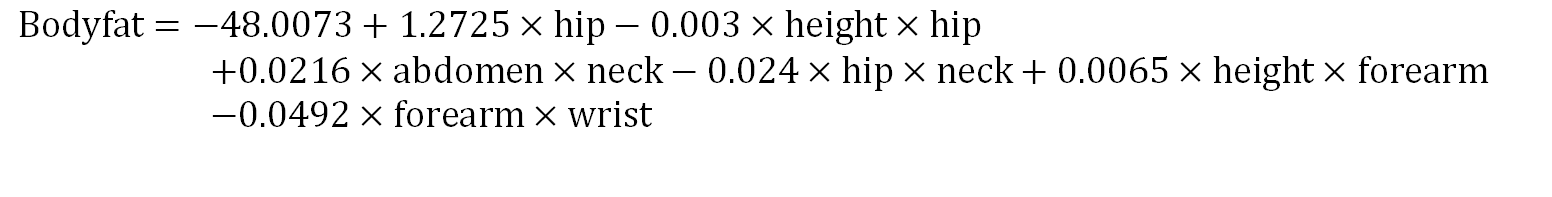 Bodyfat = −48.0073 + 1.2725 × hip − 0.003 × height × hip
+0.0216 × abdomen × neck − 0.024 × hip × neck + 0.0065 × height × forearm
−0.0492 × forearm × wrist